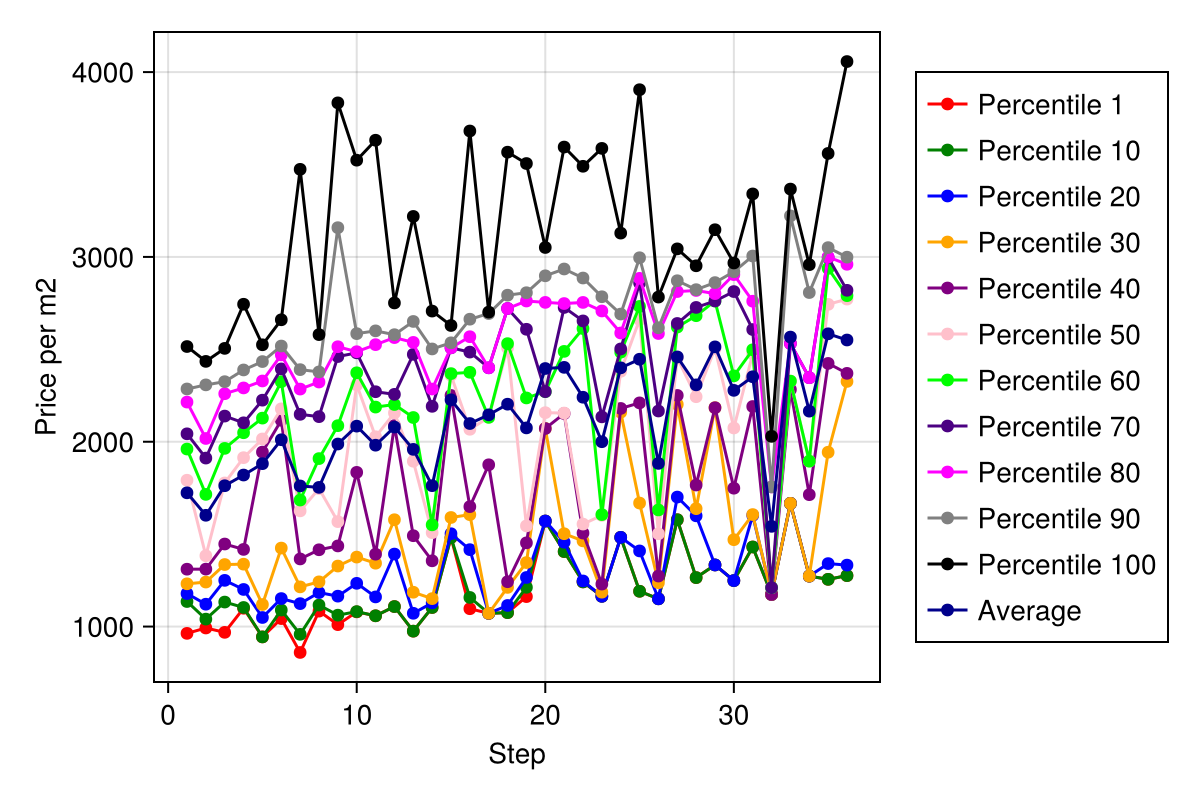 4000
3000
2000
1000
Price per m2
0 10 20 30
Step
Percentile 1
Percentile 10
Percentile 20
Percentile 30
Percentile 40
Percentile 50
Percentile 60
Percentile 70
Percentile 80
Percentile 90
Percentile 100
Average